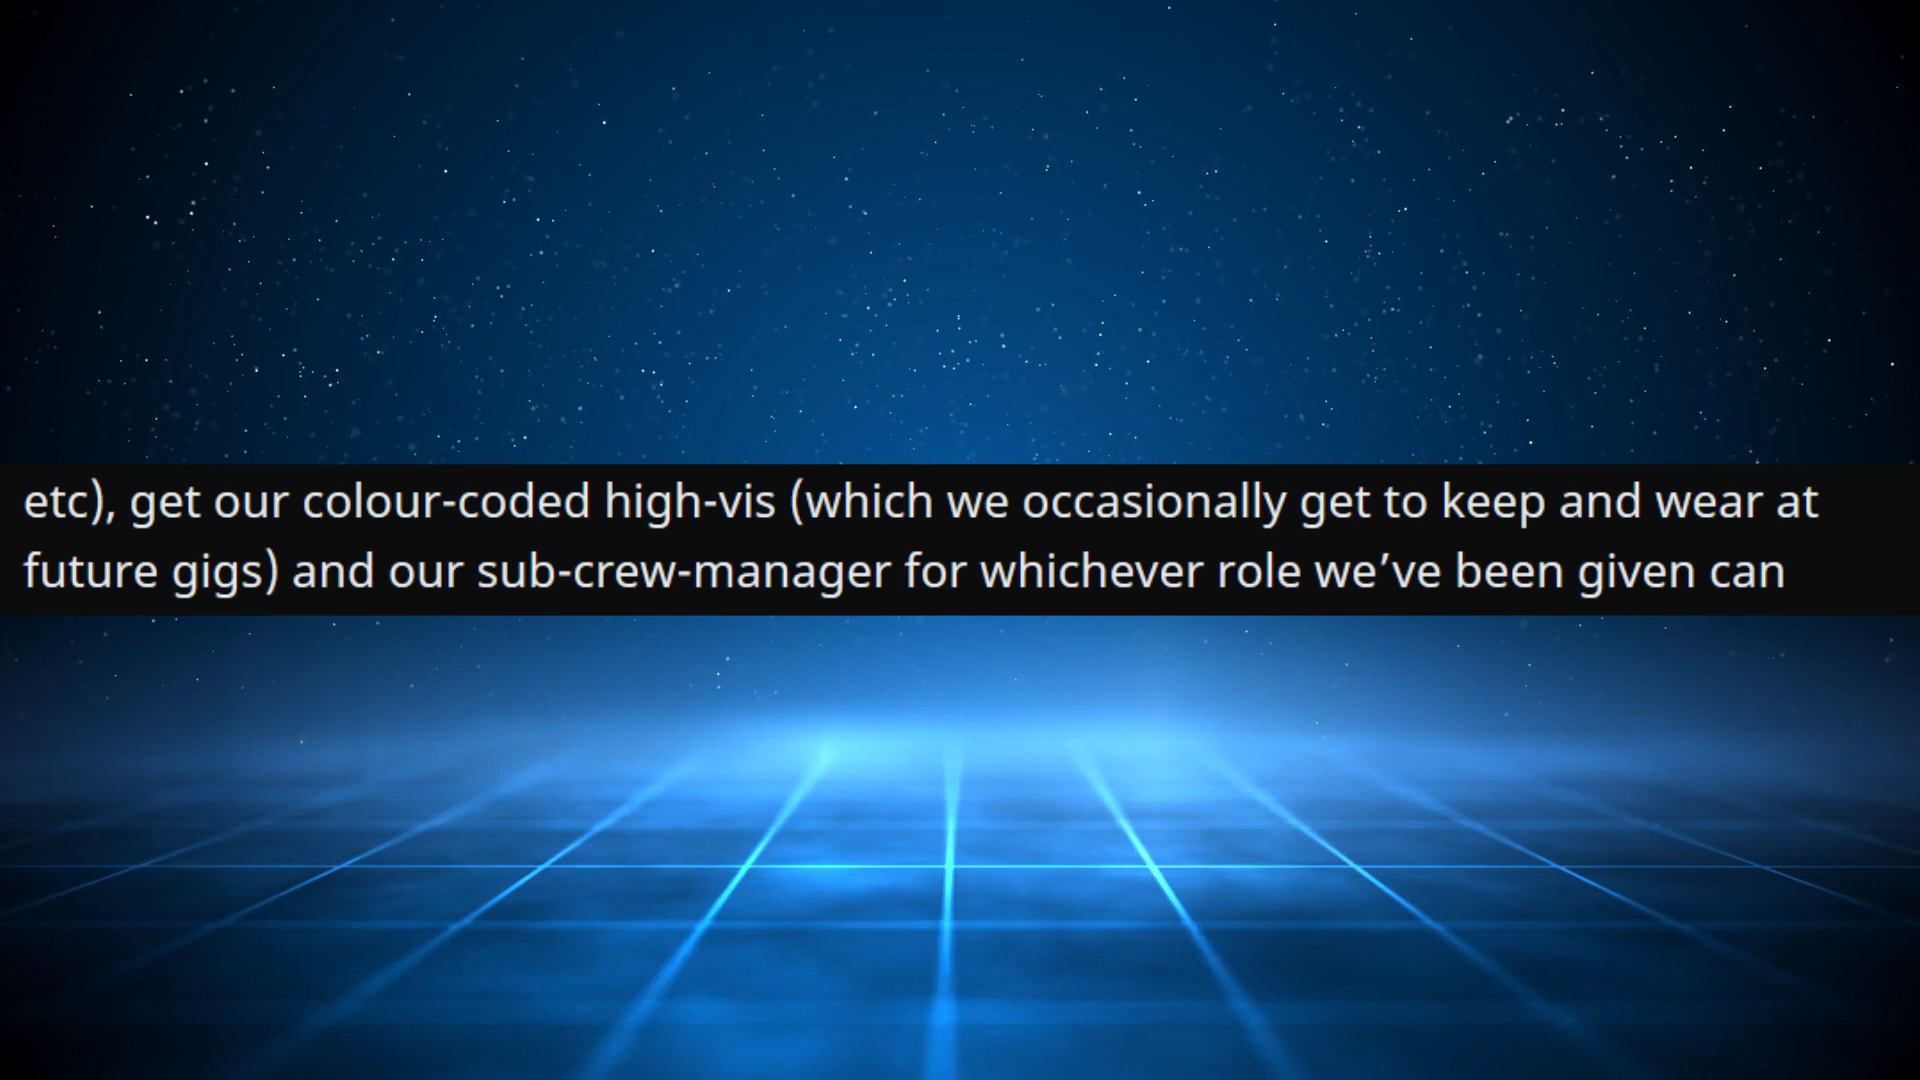 etc), get our colour-coded high-vis (which we occasionally get to keep and wear at
future gigs) and our sub-crew-manager for whichever role we’ve been given can